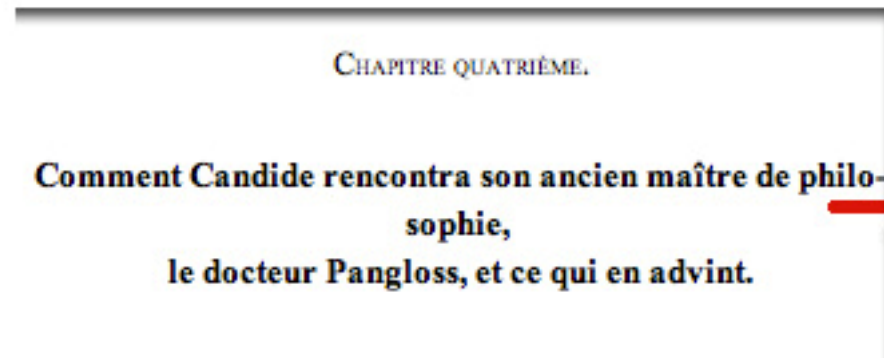 CHAPITRE QUATRIÈME.
Comment Candide rencontra son ancien maître de philo-
sophie,
le docteur Pangloss, et ce qui en advint.